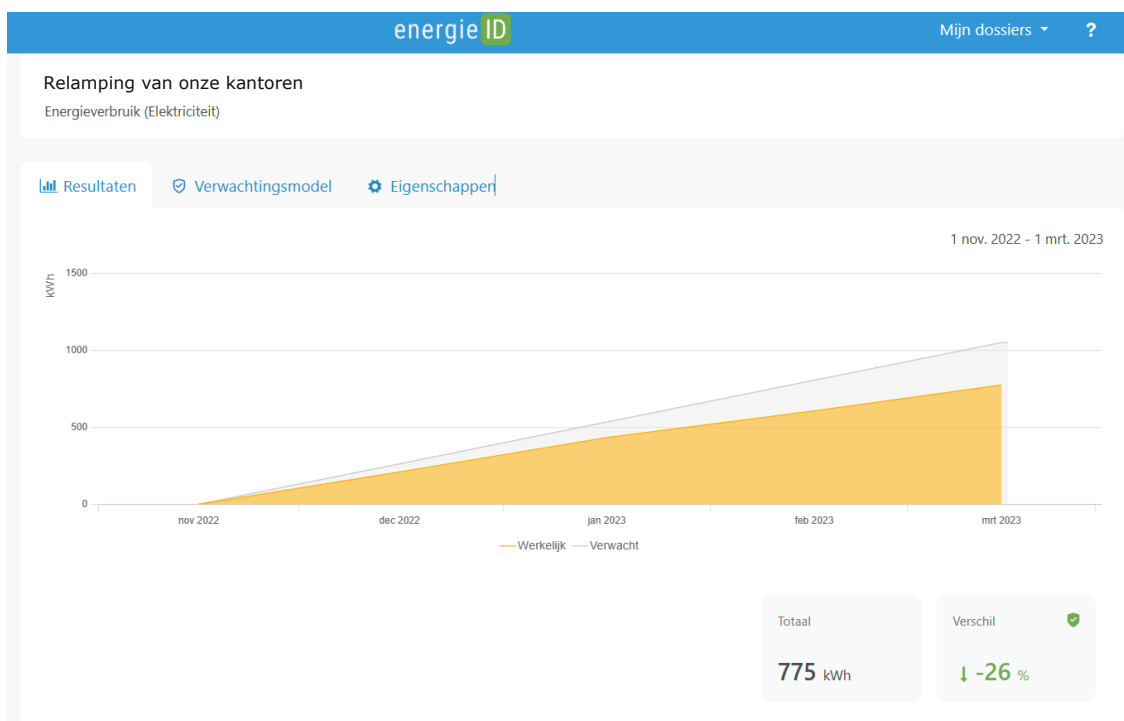 energie ID
Mijn dossiers ?
Relamping van onze kantoren
Energieverbruik (Elektriciteit)
Resultaten Verwachtingsmodel Eigenschappen
1 nov. 2022 - 1 mrt. 2023
kWh
1500
1000
500
0
nov 2022 dec 2022 jan 2023 feb 2023 mrt 2023
Werkelijk Verwacht
Totaal
775 kWh
Verschil
↓ -26 %